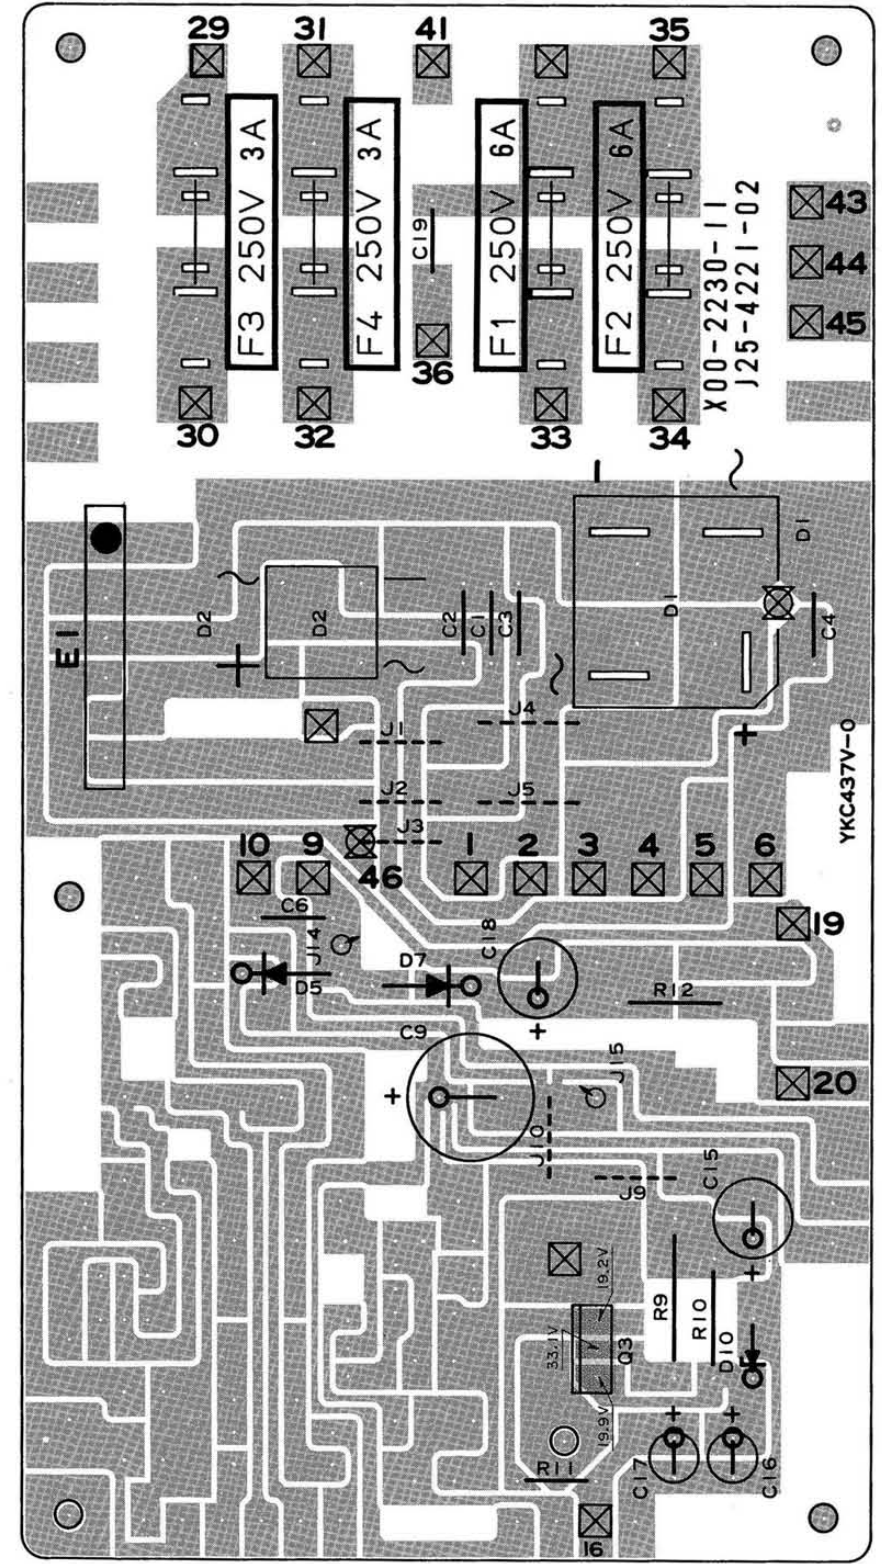 29 31 41 35
F3 250V 3A
F4 250V 3A
C19
F1 250V 6A
F2 250V 6A
X00-2230-11
J25-4221-02
43
44
45
36
30 32 33 34
−
~
D1
E1
~
D2
D2
+
~
C2
C1
C3
~
D1
C4
J1
J4
+
J2
J5
J3
YKC437V-0
10 9 46 1 2 3 4 5 6
19
C6
J14
D5
D7
C18
+
R12
C9
+
J15
20
J10
J9
C15
+
19.2V
33.1V
19.9V
Q3
R9
R10
D10
+
+
R11
C17
C16
16